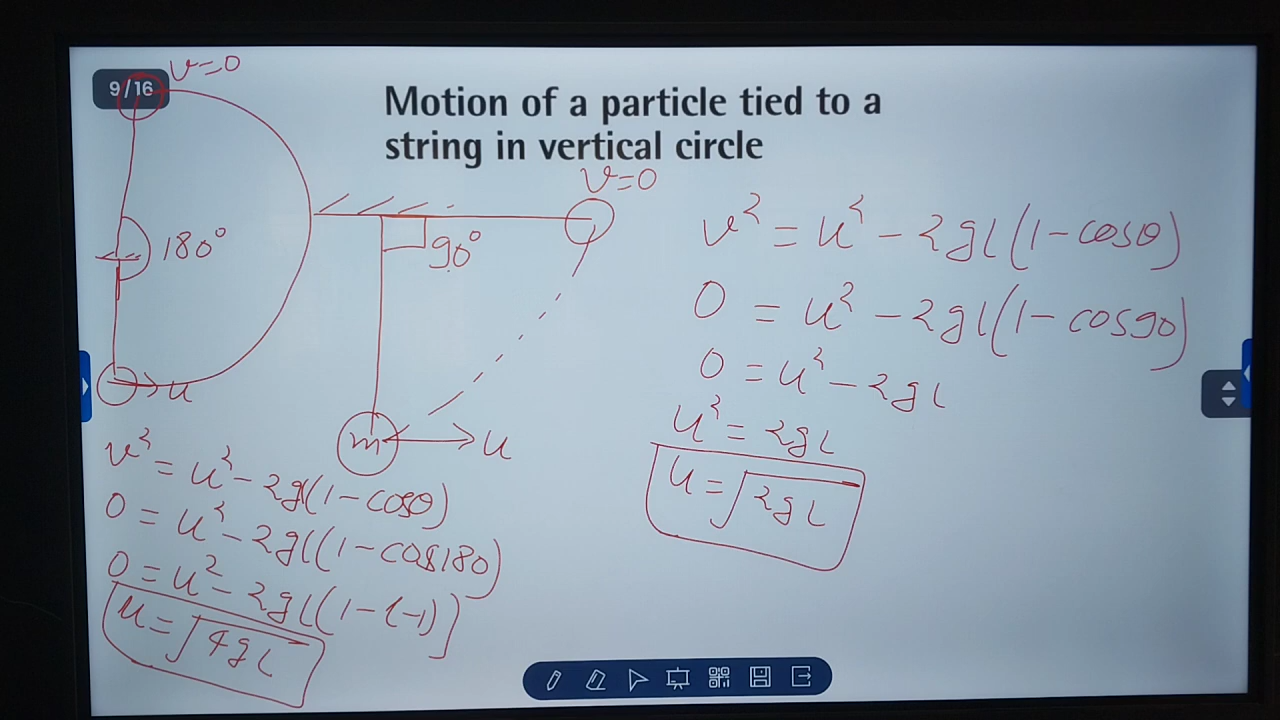 9/16
v=0
Motion of a particle tied to a
string in vertical circle
v=0
180°
90°
u
m
u
v² = u² - 2gl(1-cosθ)
0 = u² - 2gl(1-cos90)
0 = u² - 2gl
u² = 2gl
u = √2gl
v² = u² - 2gl(1-cosθ)
0 = u² - 2gl(1-cos180)
0 = u² - 2gl(1-(-1)]
u = √4gl